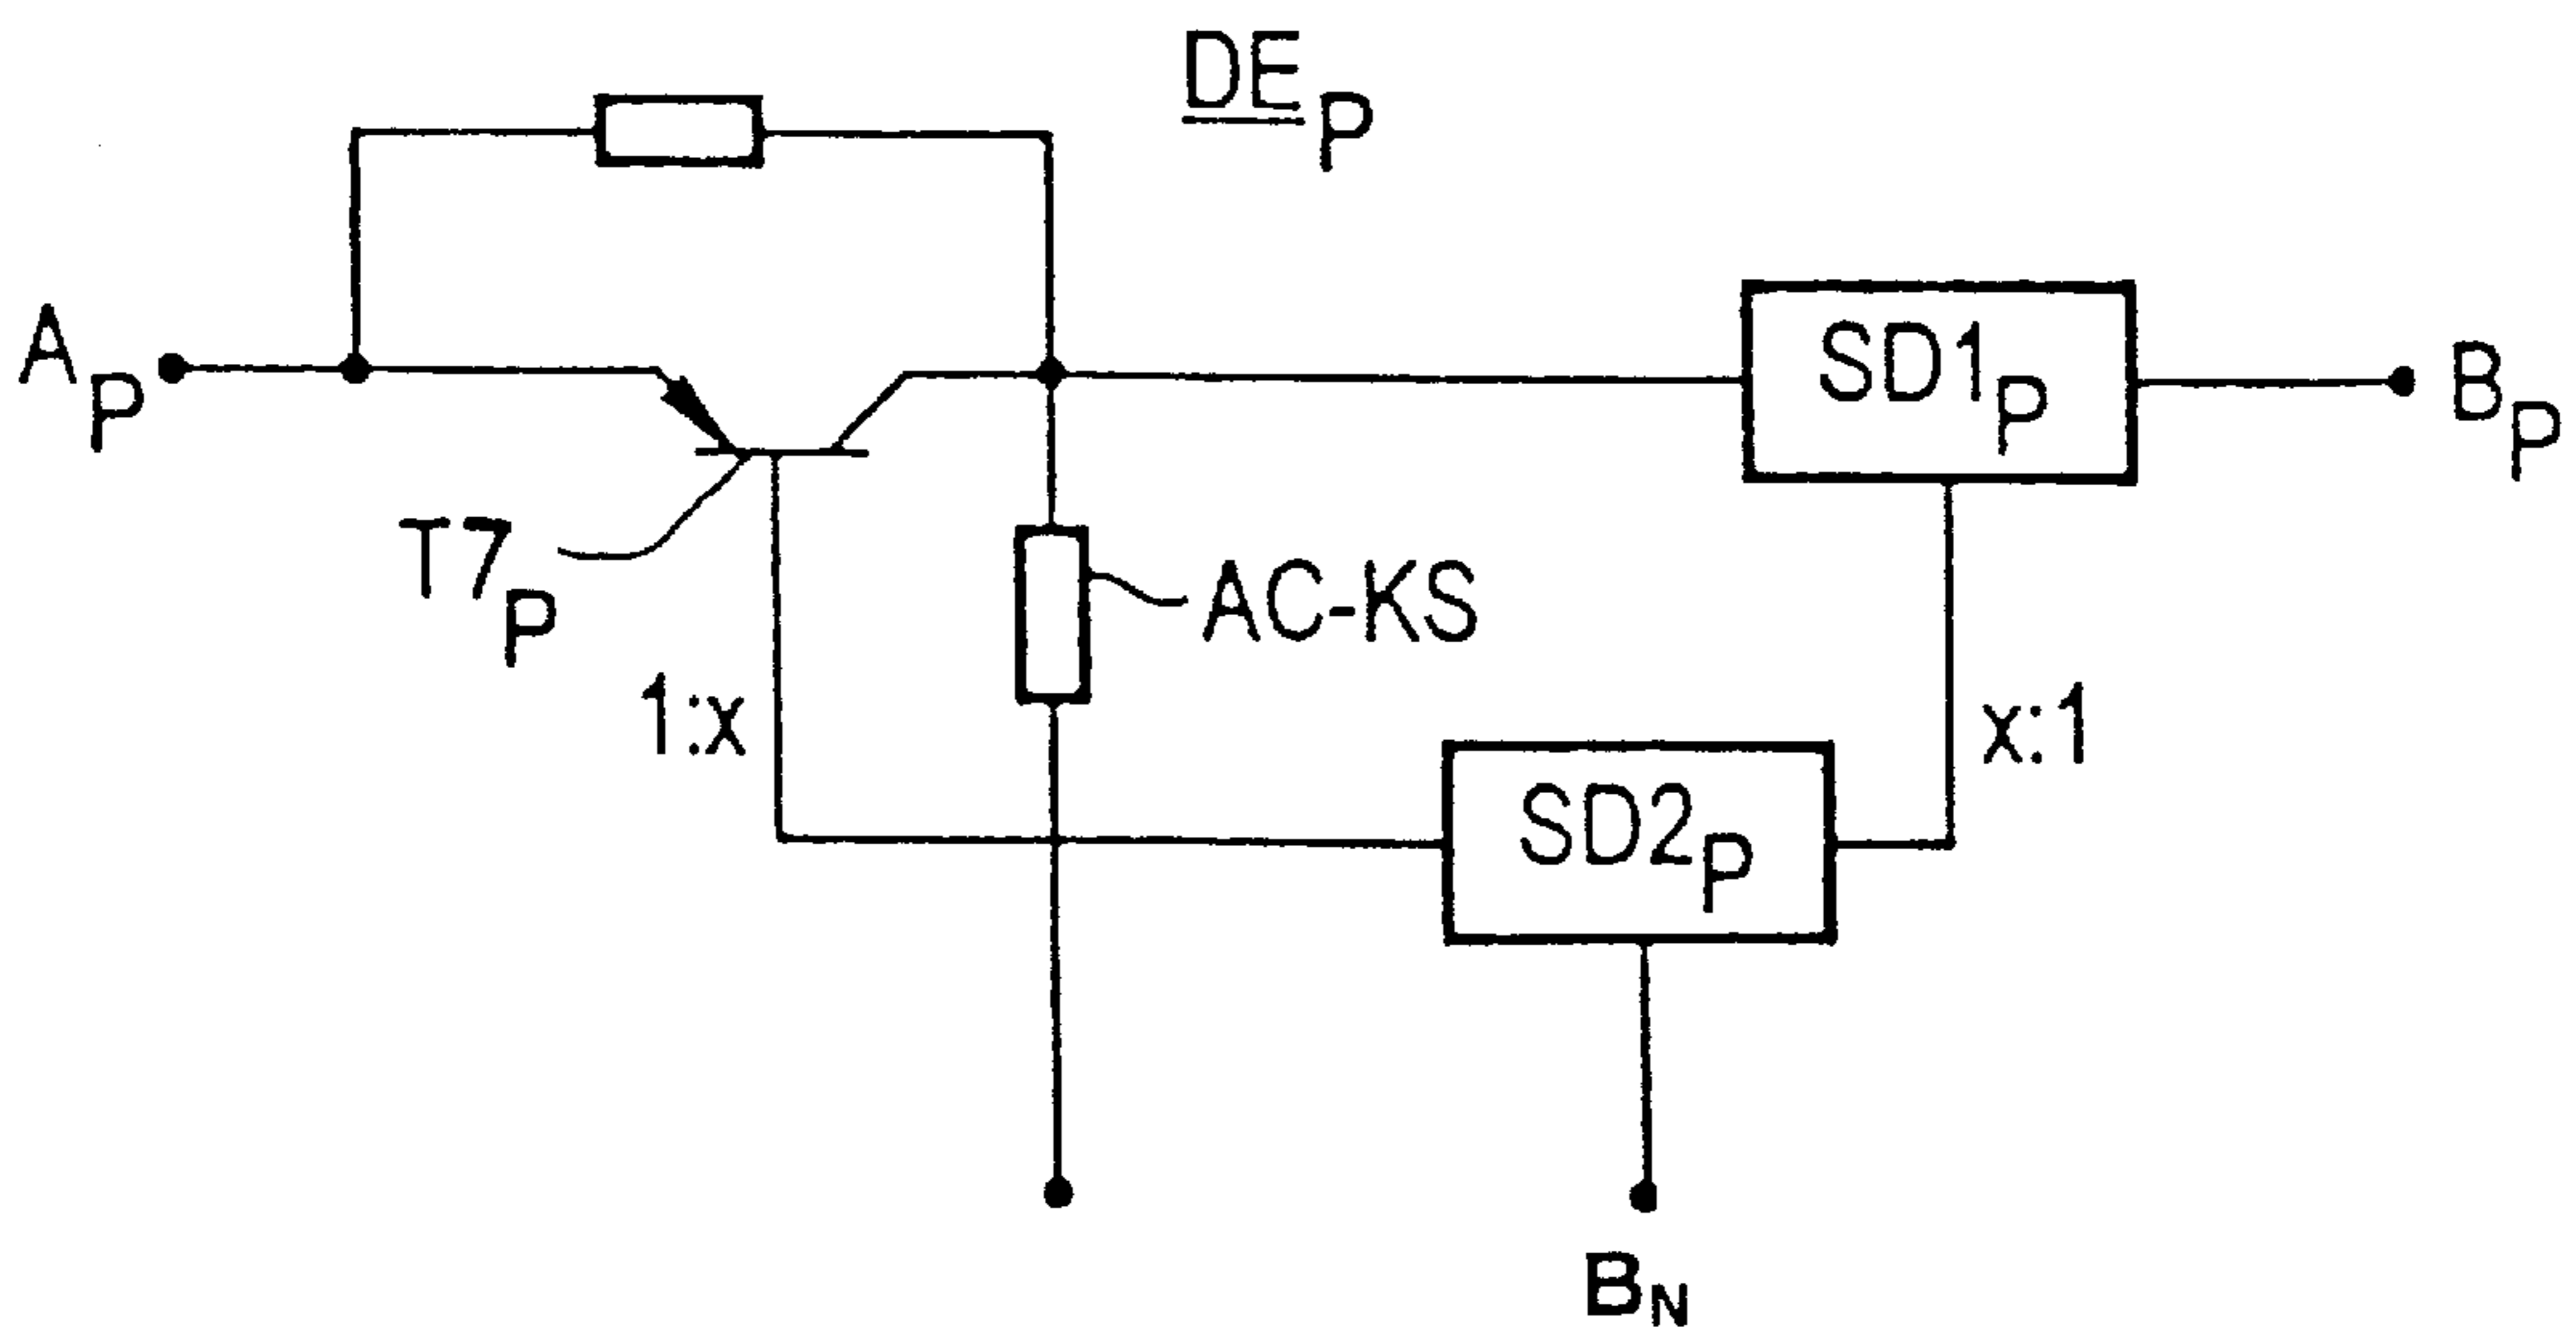 DE_P
A_P
SD1_P
B_P
T7_P
AC-KS
1:x
x:1
SD2_P
B_N